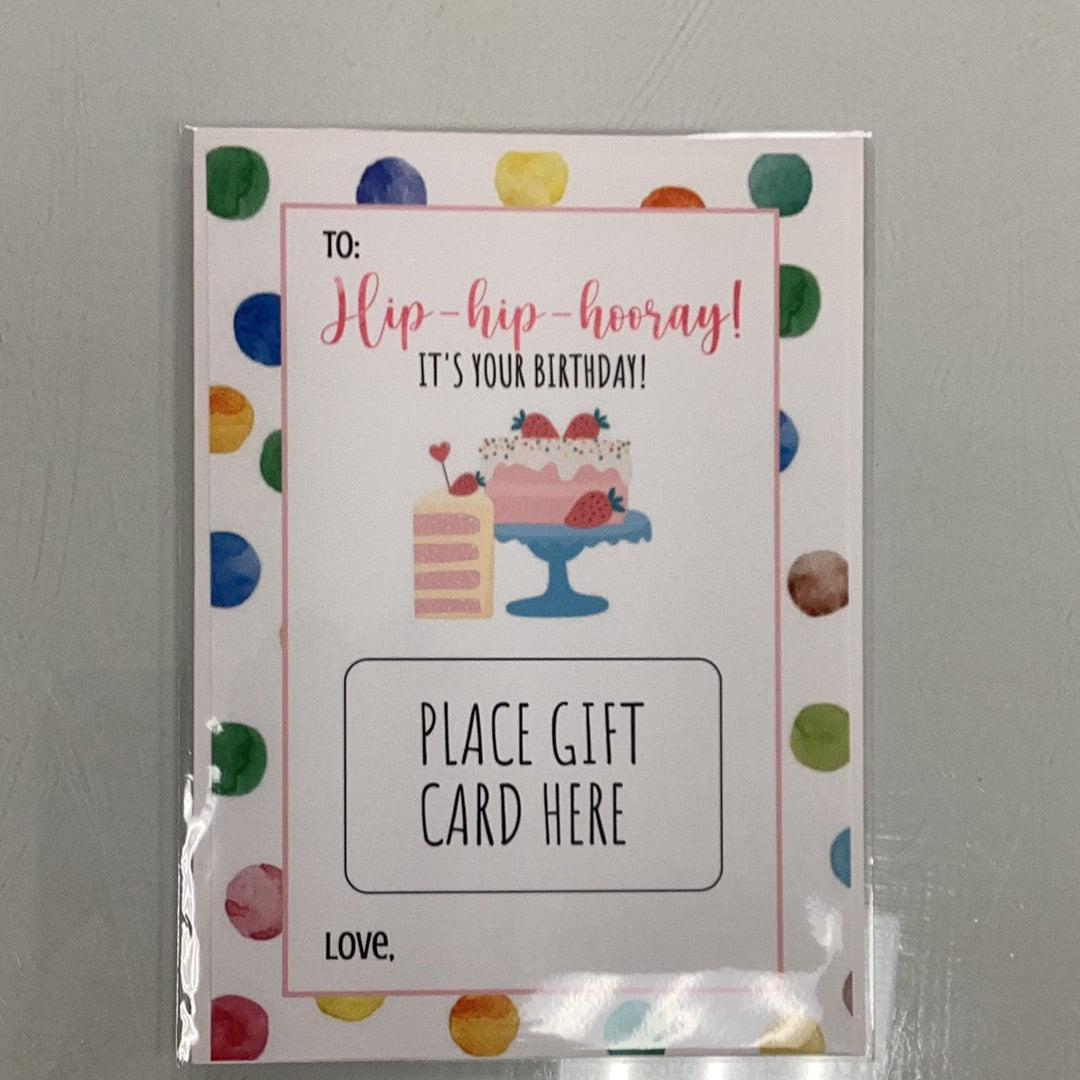 TO:
Hip-hip-hooray!
IT'S YOUR BIRTHDAY!
PLACE GIFT
CARD HERE
LOVE,